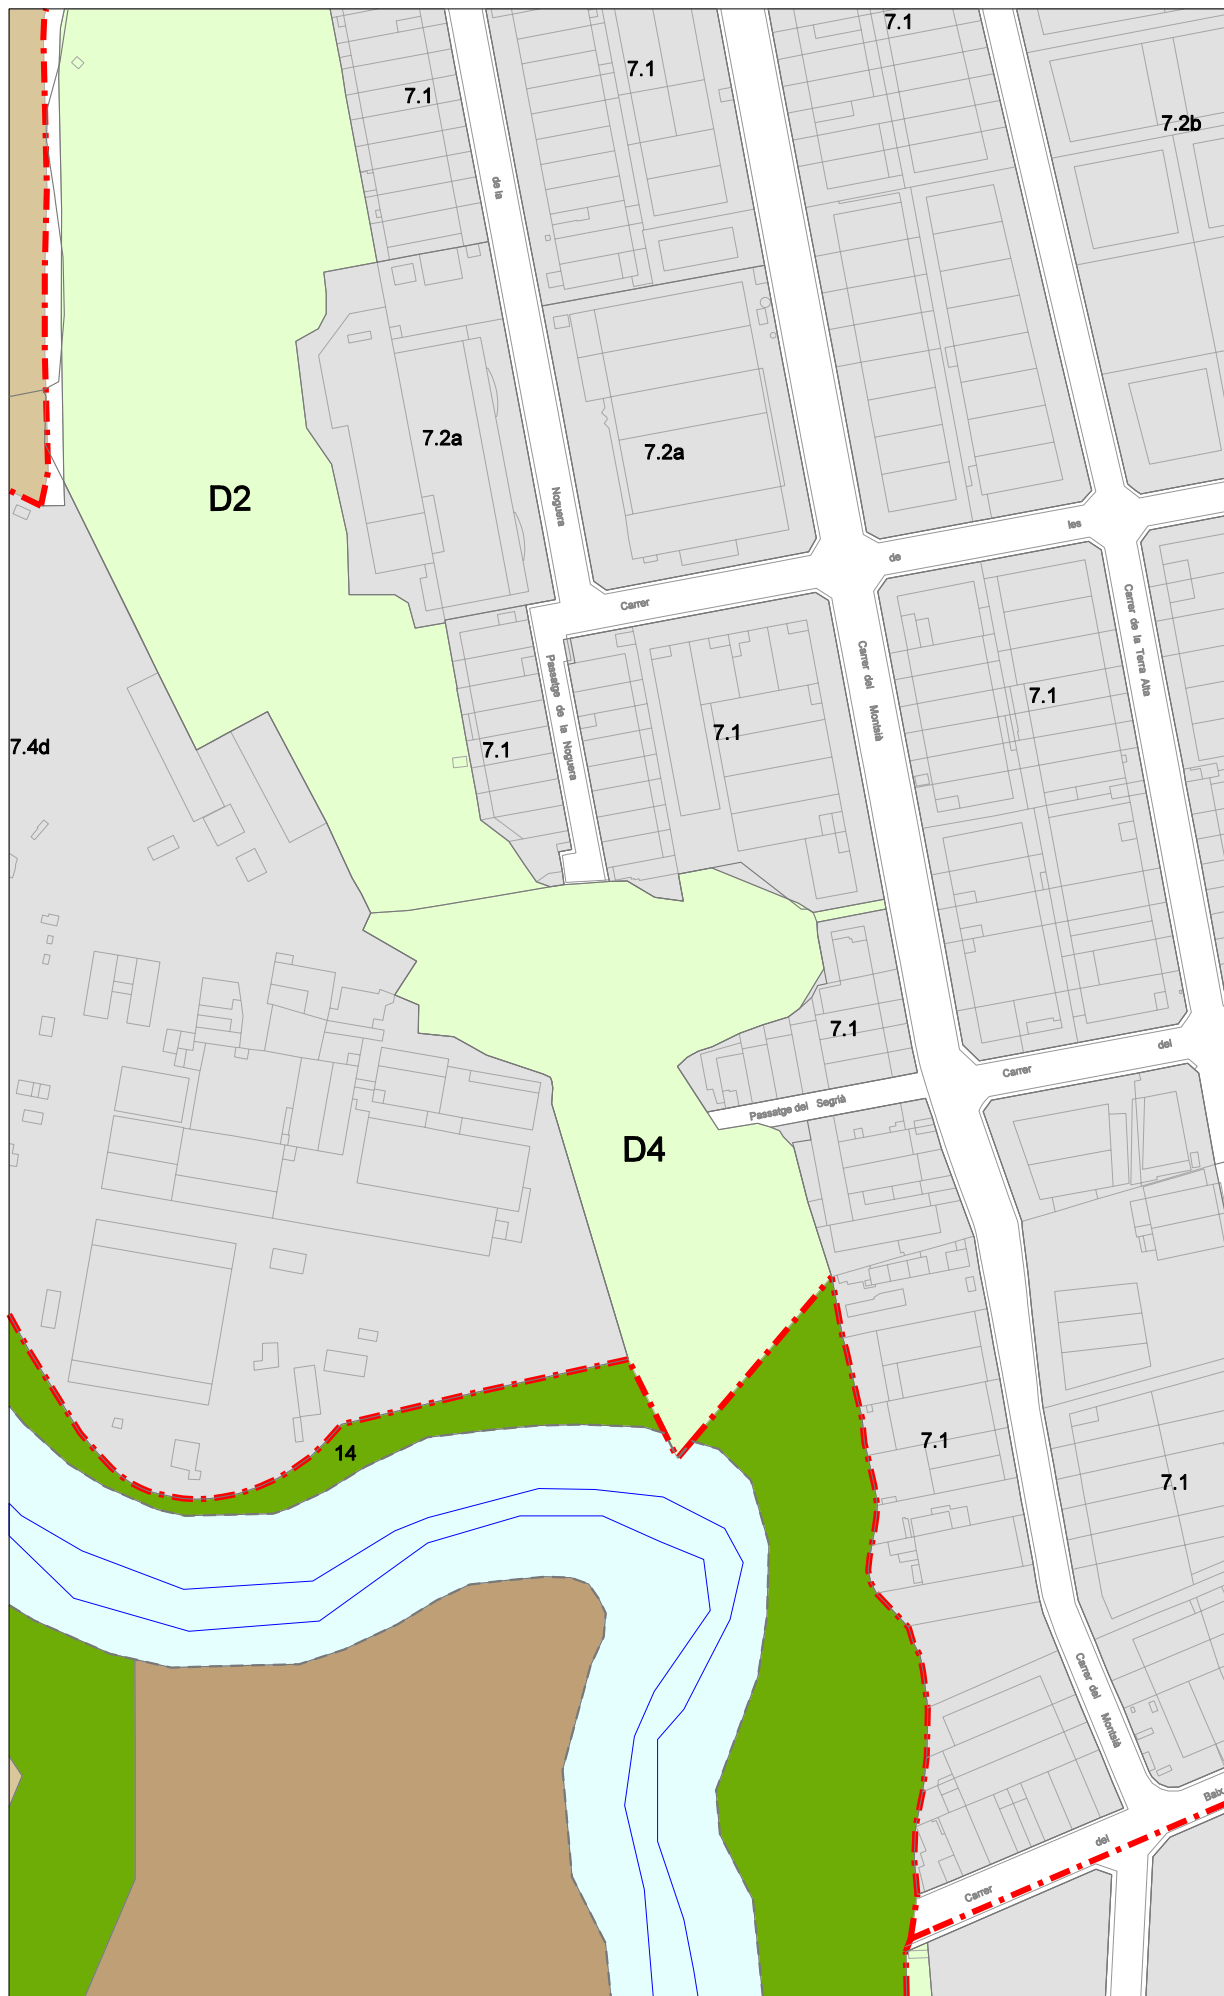 7.1
7.1
7.1
7.2b
de la
7.2a
7.2a
D2
Noguera
les
de
Carrer
Carrer de la Terra Alta
Carrer del Montsià
Passatge de la Noguera
7.1
7.1
7.1
7.4d
7.1
Carrer
del
Passatge del Segrià
D4
7.1
14
7.1
Carrer del Montsià
Baix
del
Carrer